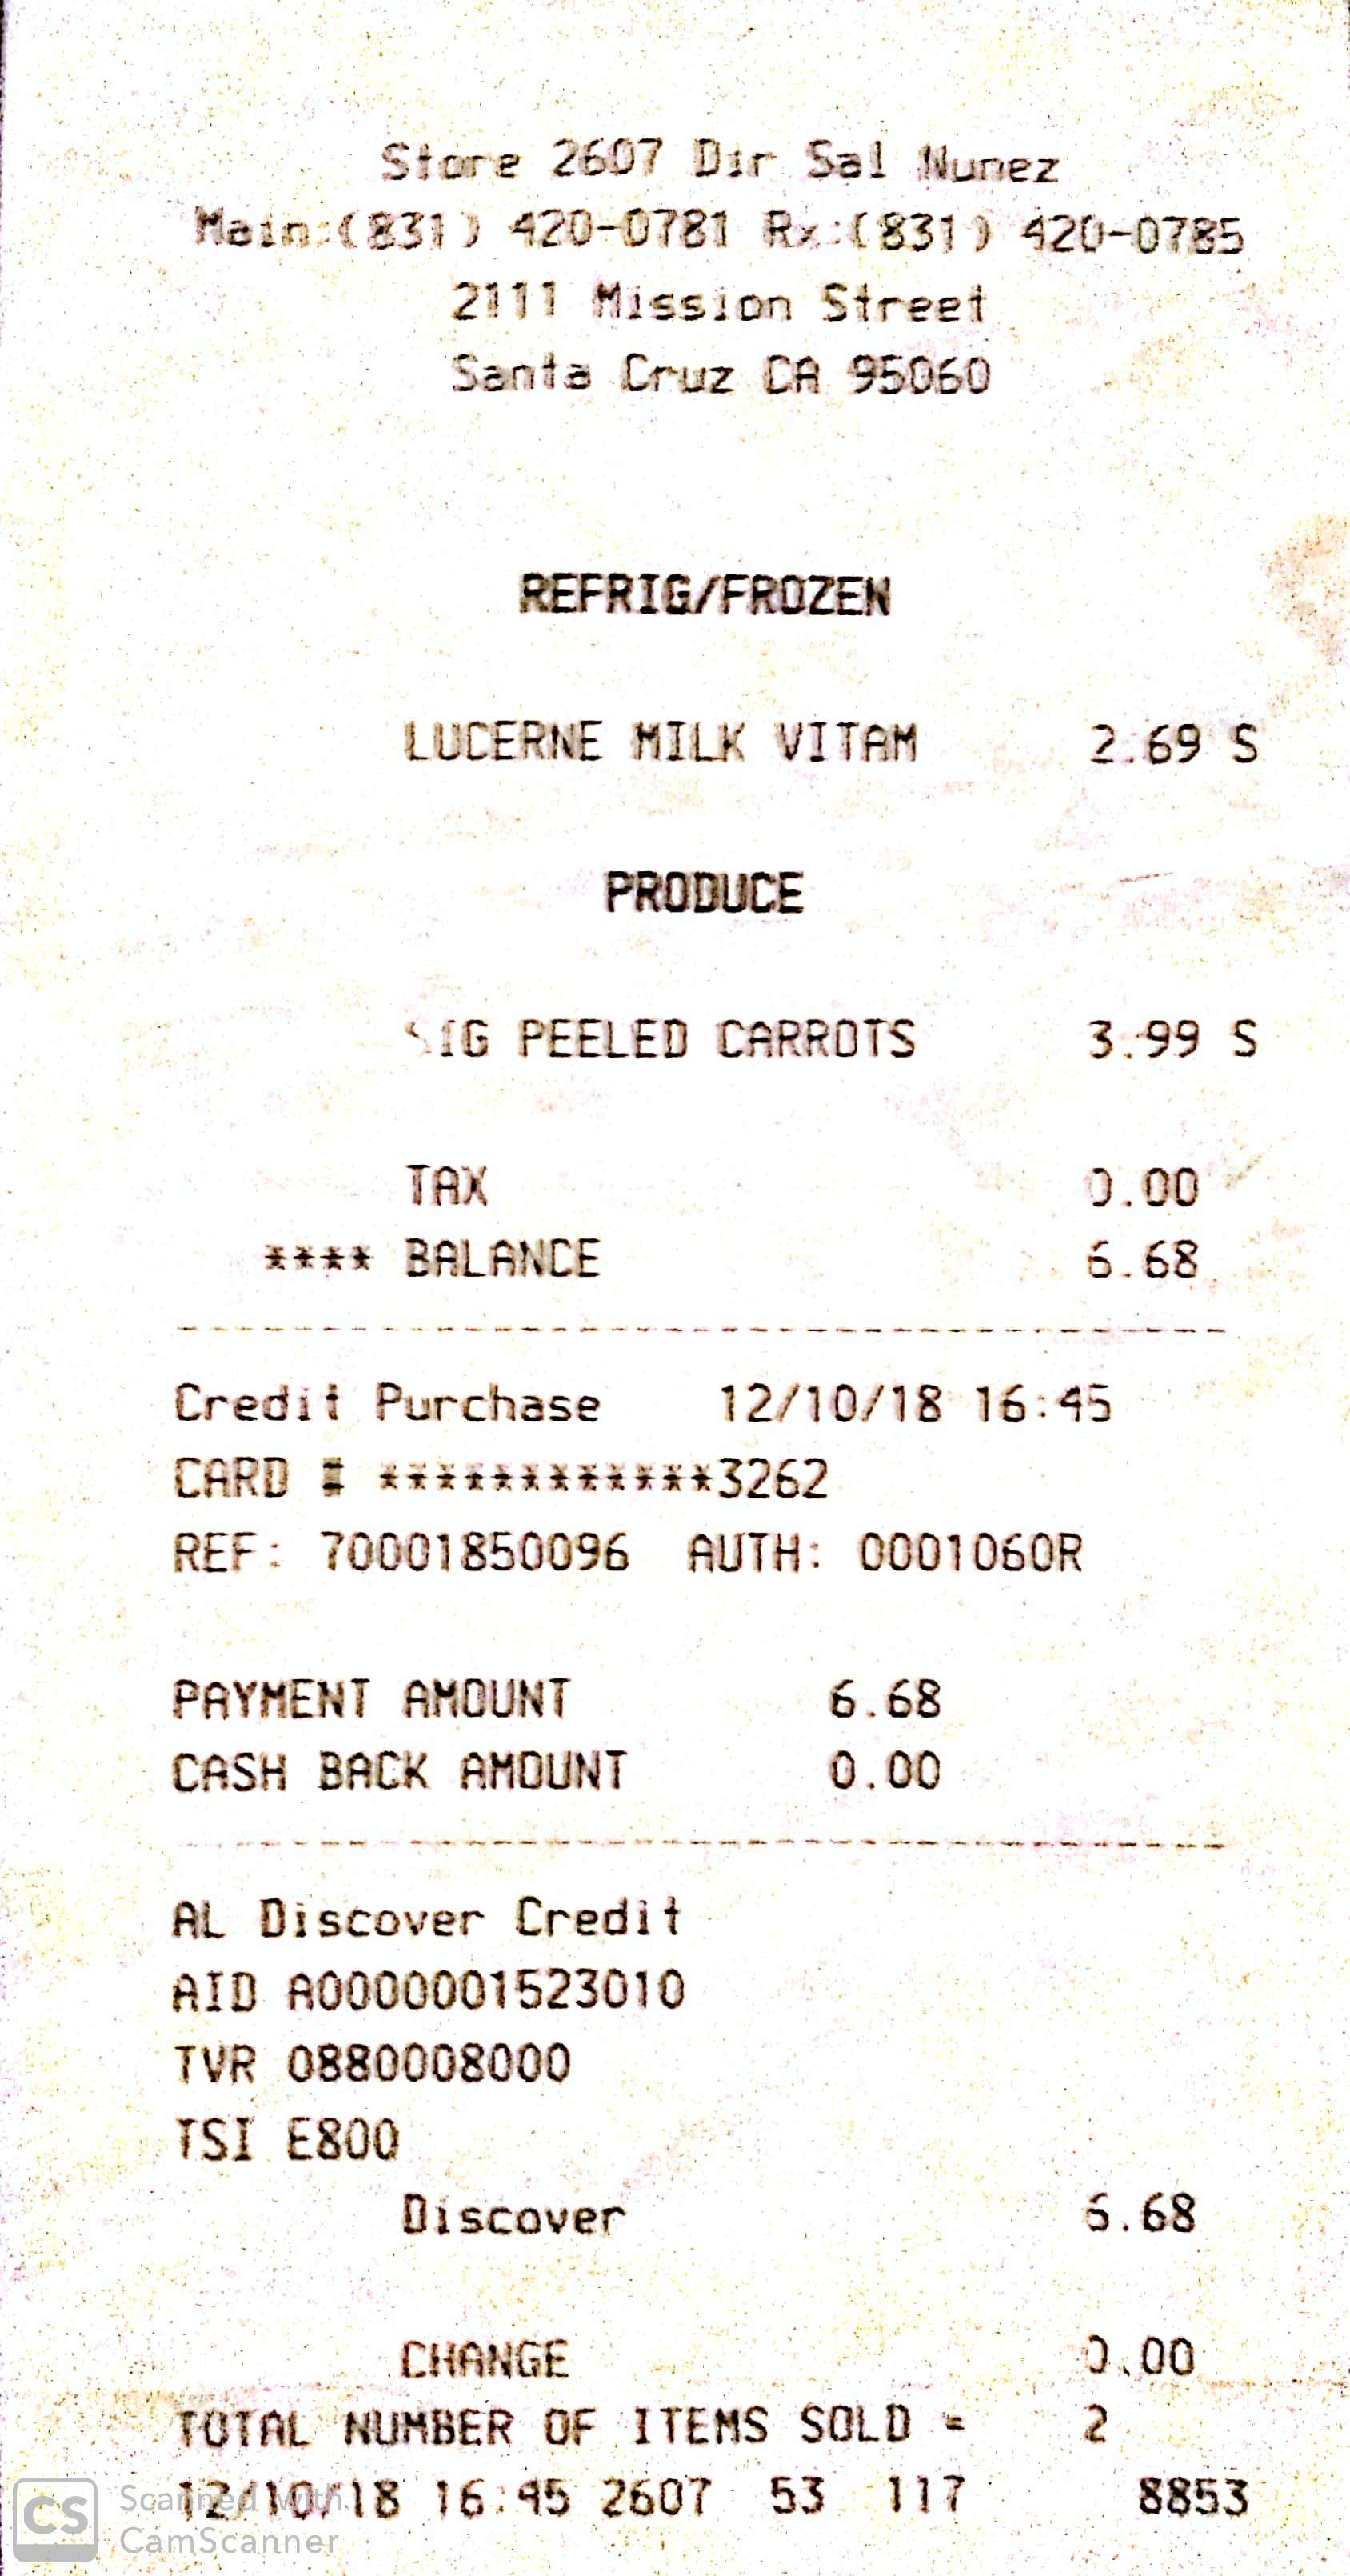 Store 2607 Dir Sal Nunez
Main:(831) 420-0781 Rx:(831) 420-0785
2111 Mission Street
Santa Cruz CA 95060
REFRIG/FROZEN
LUCERNE MILK VITAM 2.69 S
PRODUCE
SIG PEELED CARROTS 3.99 S
TAX 0.00
**** BALANCE 6.68
Credit Purchase 12/10/18 16:45
CARD # ************3262
REF: 70001850096 AUTH: 0001060R
PAYMENT AMOUNT 6.68
CASH BACK AMOUNT 0.00
AL Discover Credit
AID A0000001523010
TVR 0880008000
TSI E800
Discover 6.68
CHANGE 0.00
TOTAL NUMBER OF ITEMS SOLD = 2
12/10/18 16:45 2607 53 117 8853
CS Scanned with
CamScanner